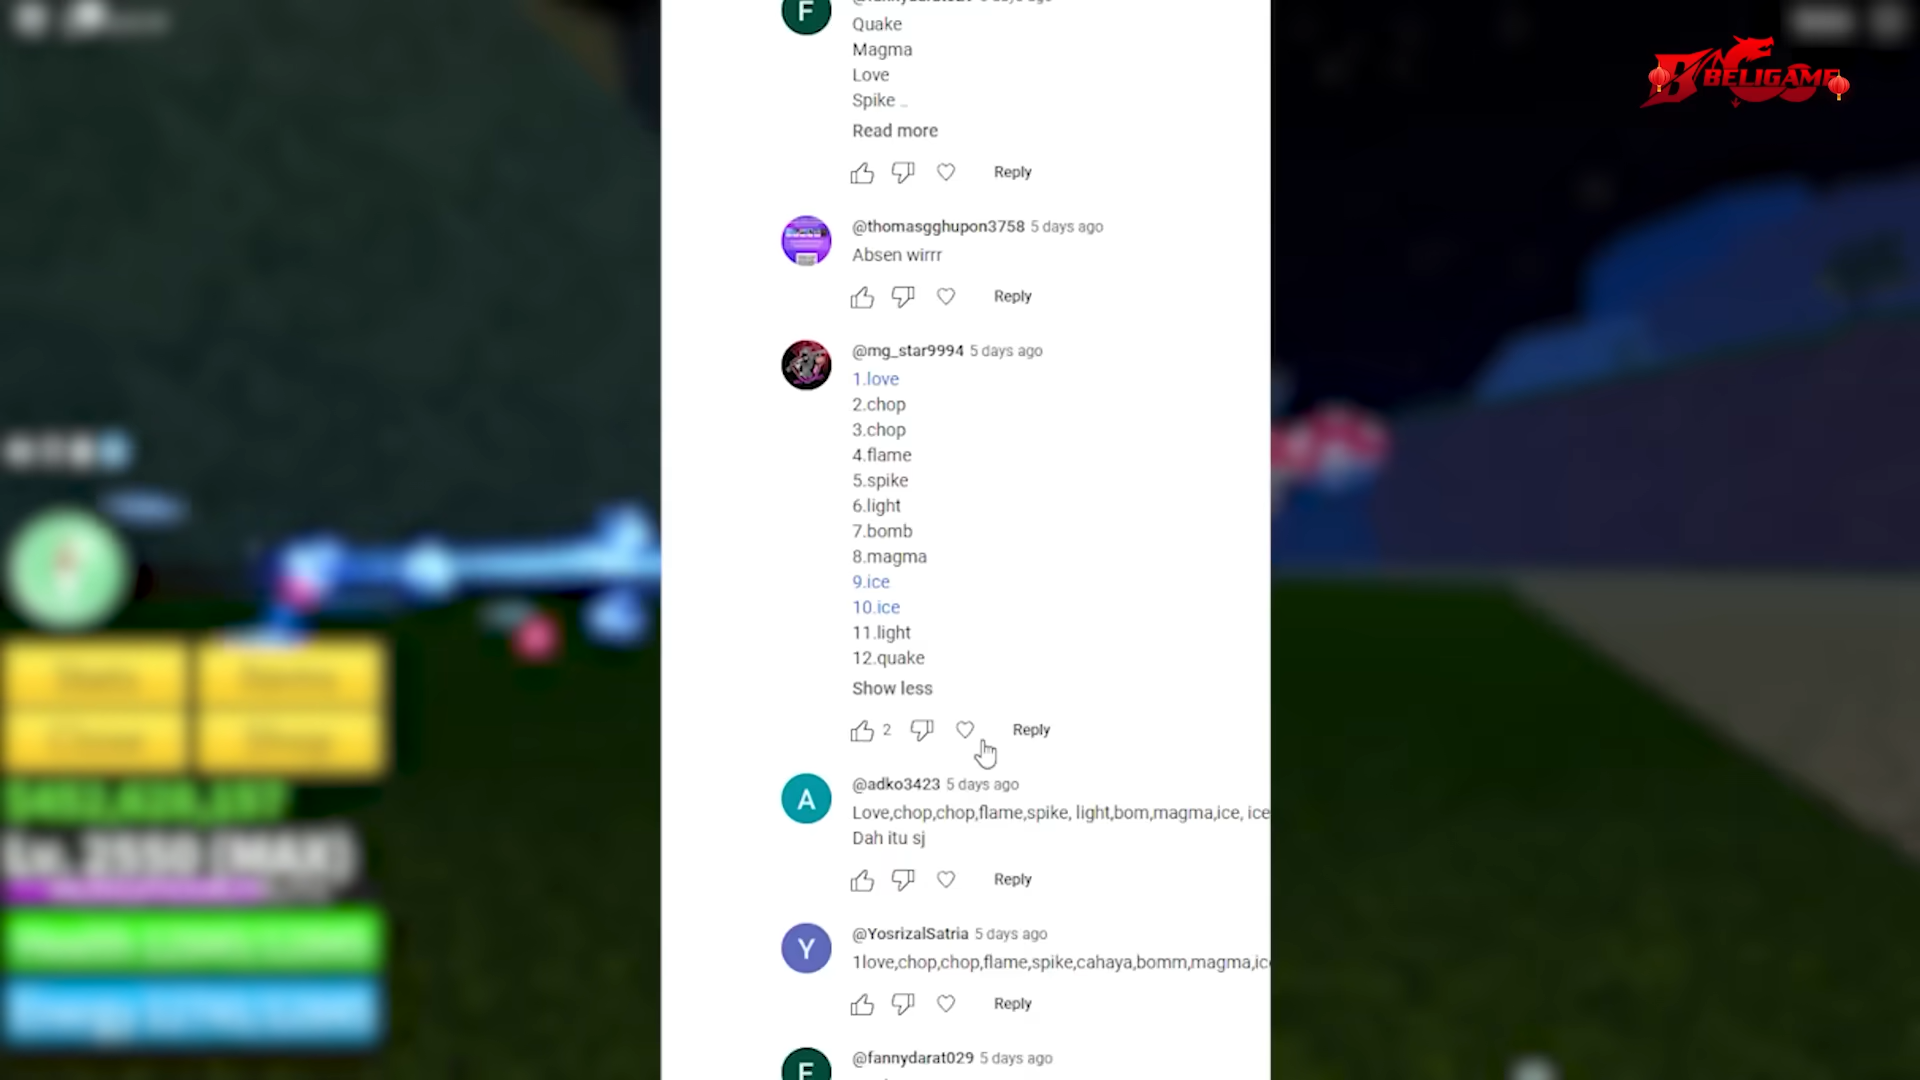 Quake
Magma
Love
Spike ...
Read more
Reply
@thomasgghupon3758 5 days ago
Absen wirrr
Reply
@mg_star9994 5 days ago
1.love
2.chop
3.chop
4.flame
5.spike
6.light
7.bomb
8.magma
9.ice
10.ice
11.light
12.quake
Show less
2
Reply
@adko3423 5 days ago
Love,chop,chop,flame,spike, light,bom,magma,ice, ice
Dah itu sj
Reply
@YosrizalSatria 5 days ago
1love,chop,chop,flame,spike,cahaya,bomm,magma,ic
Reply
@fannydarat029 5 days ago
F
A
Y
BELIGAME
Lv. 2550 (MAX)